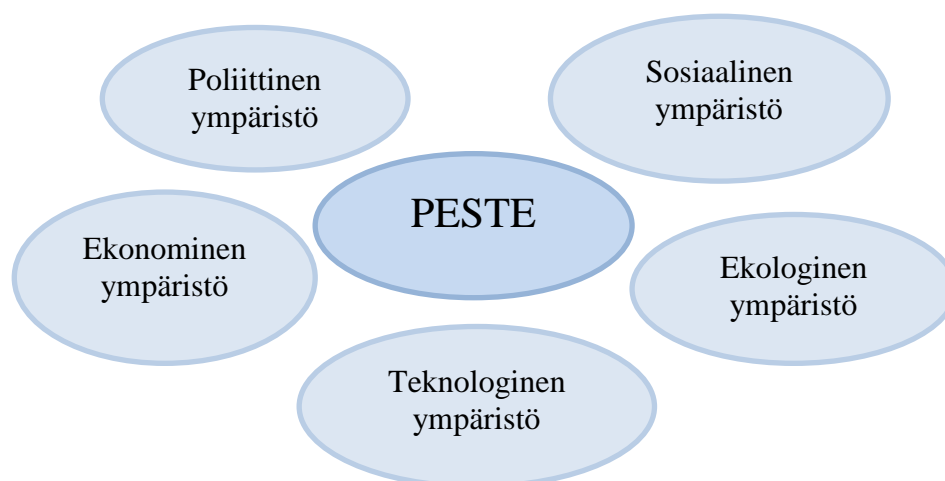 Poliittinen
ympäristö
Sosiaalinen
ympäristö
PESTE
Ekonominen
ympäristö
Ekologinen
ympäristö
Teknologinen
ympäristö